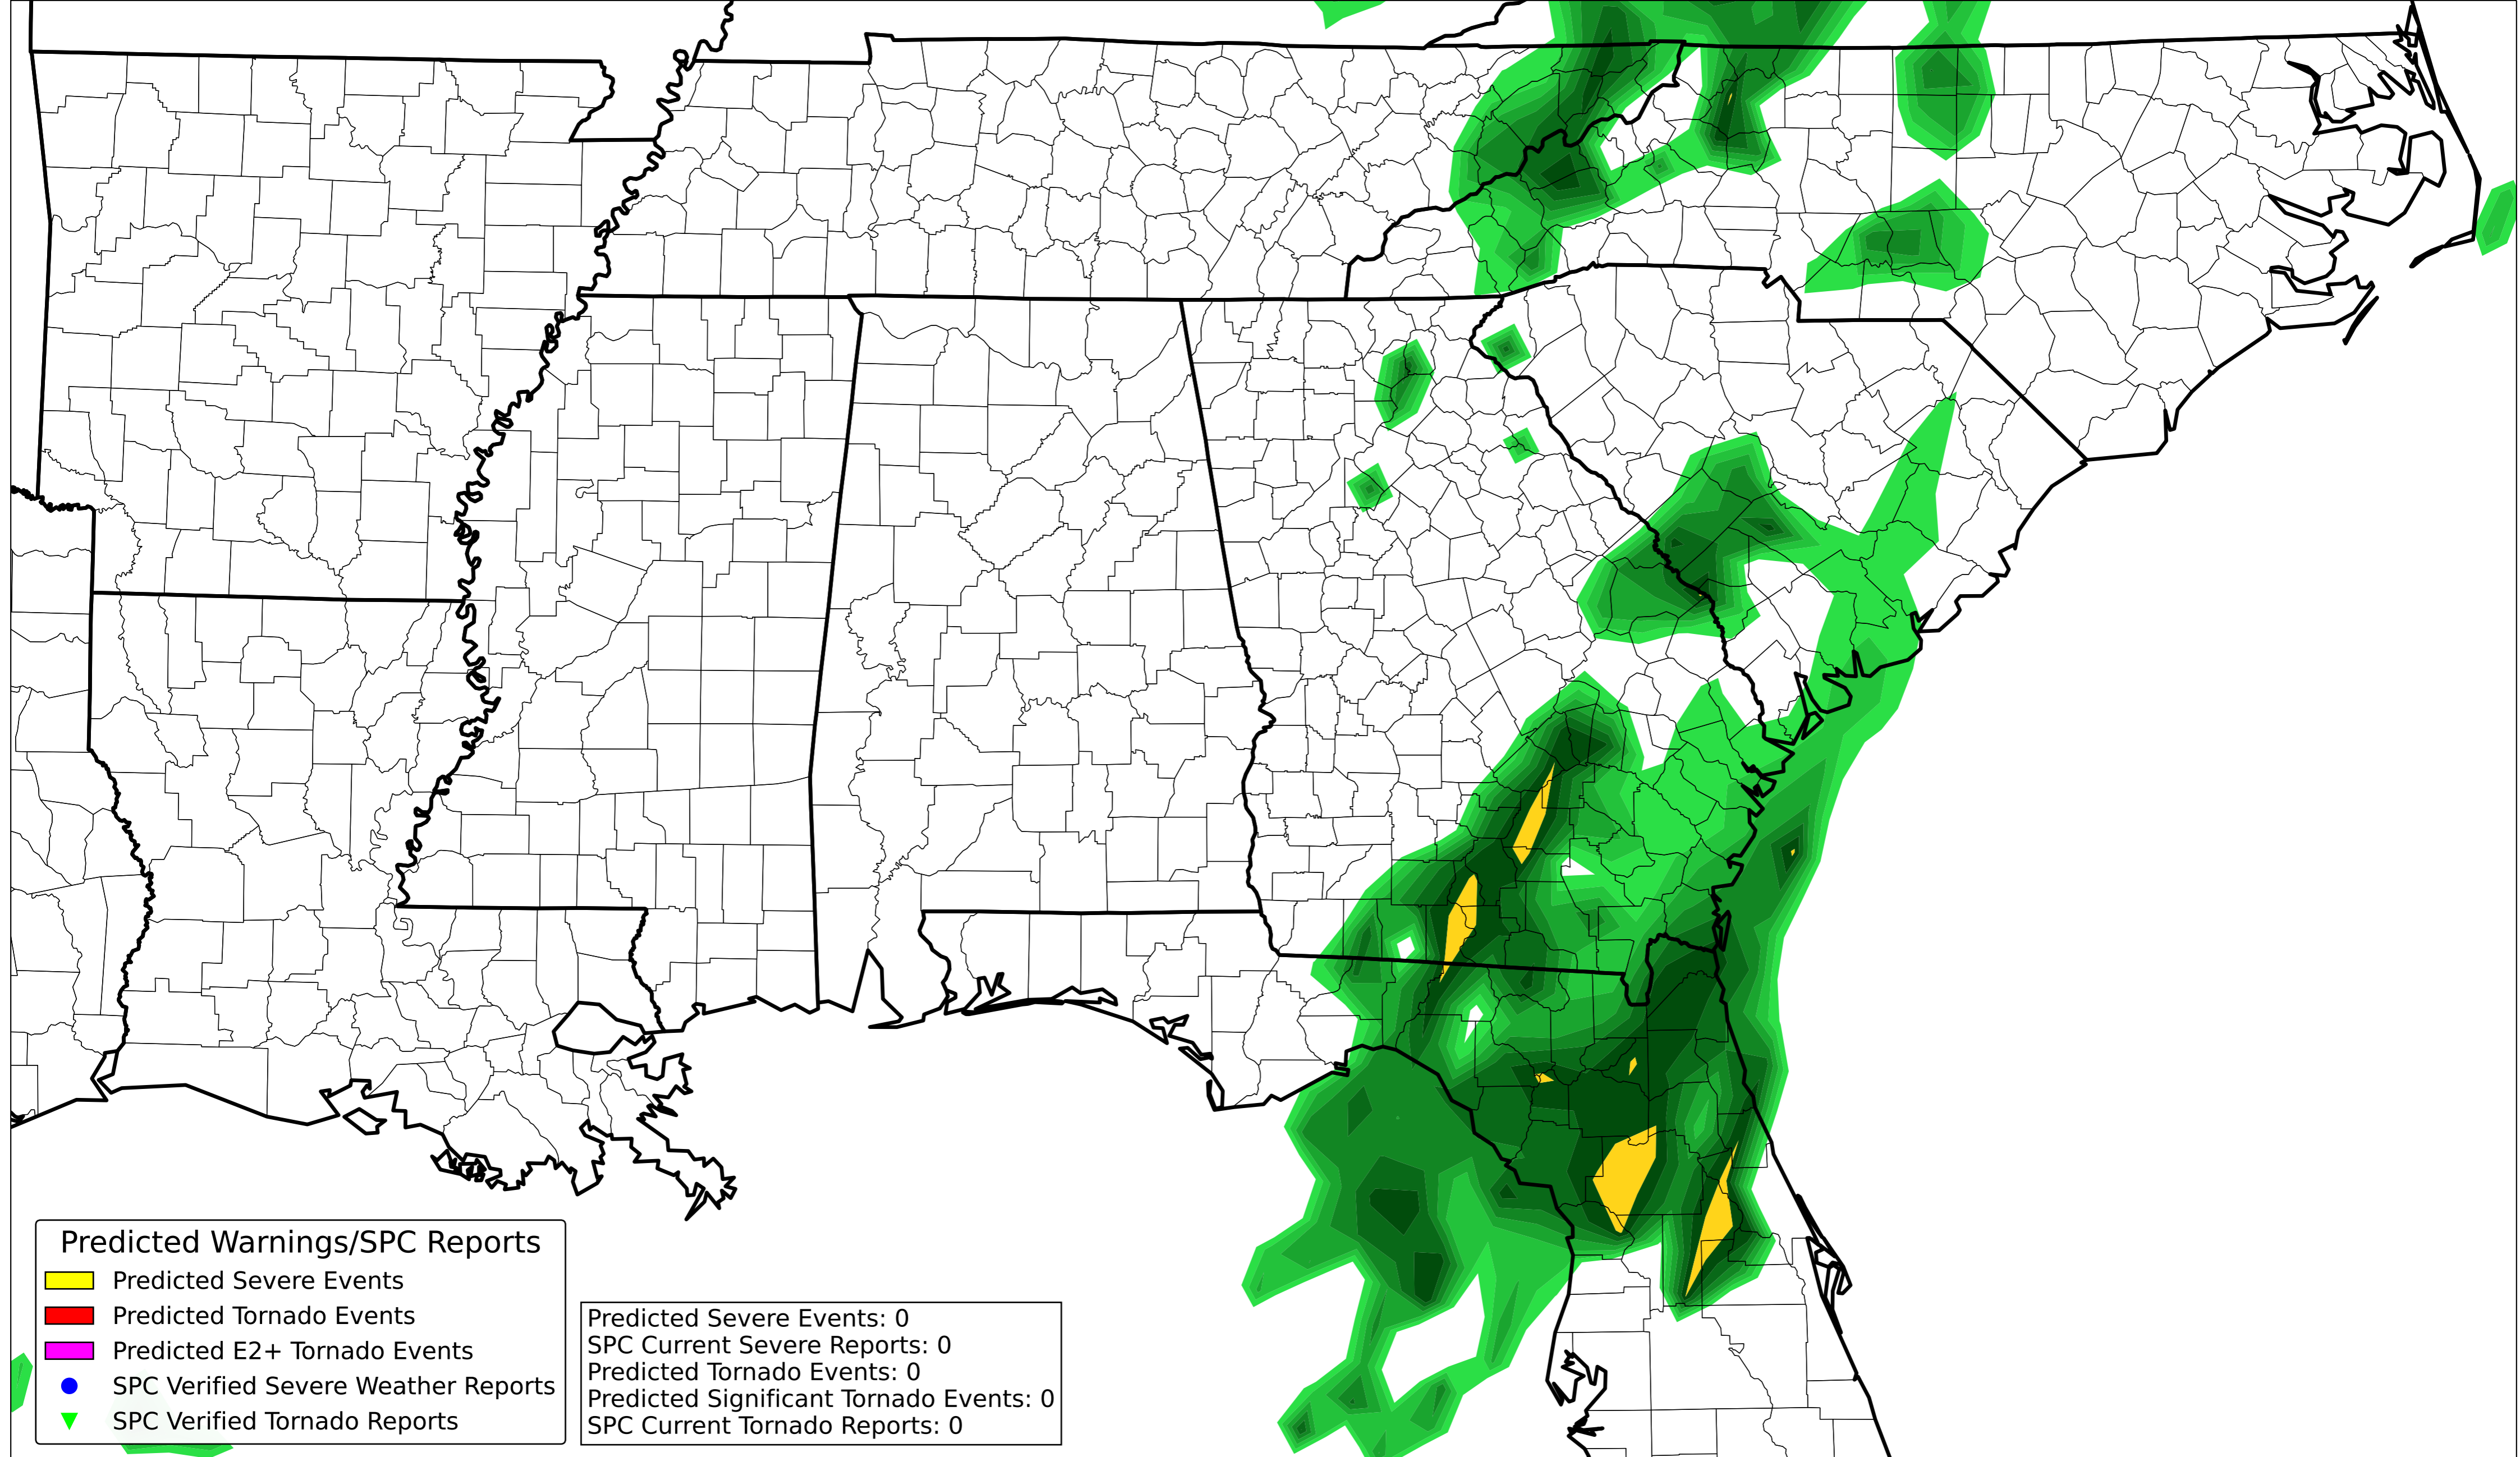 Predicted Warnings/SPC Reports
Predicted Severe Events
Predicted Tornado Events
Predicted E2+ Tornado Events
SPC Verified Severe Weather Reports
SPC Verified Tornado Reports
Predicted Severe Events: 0
SPC Current Severe Reports: 0
Predicted Tornado Events: 0
Predicted Significant Tornado Events: 0
SPC Current Tornado Reports: 0